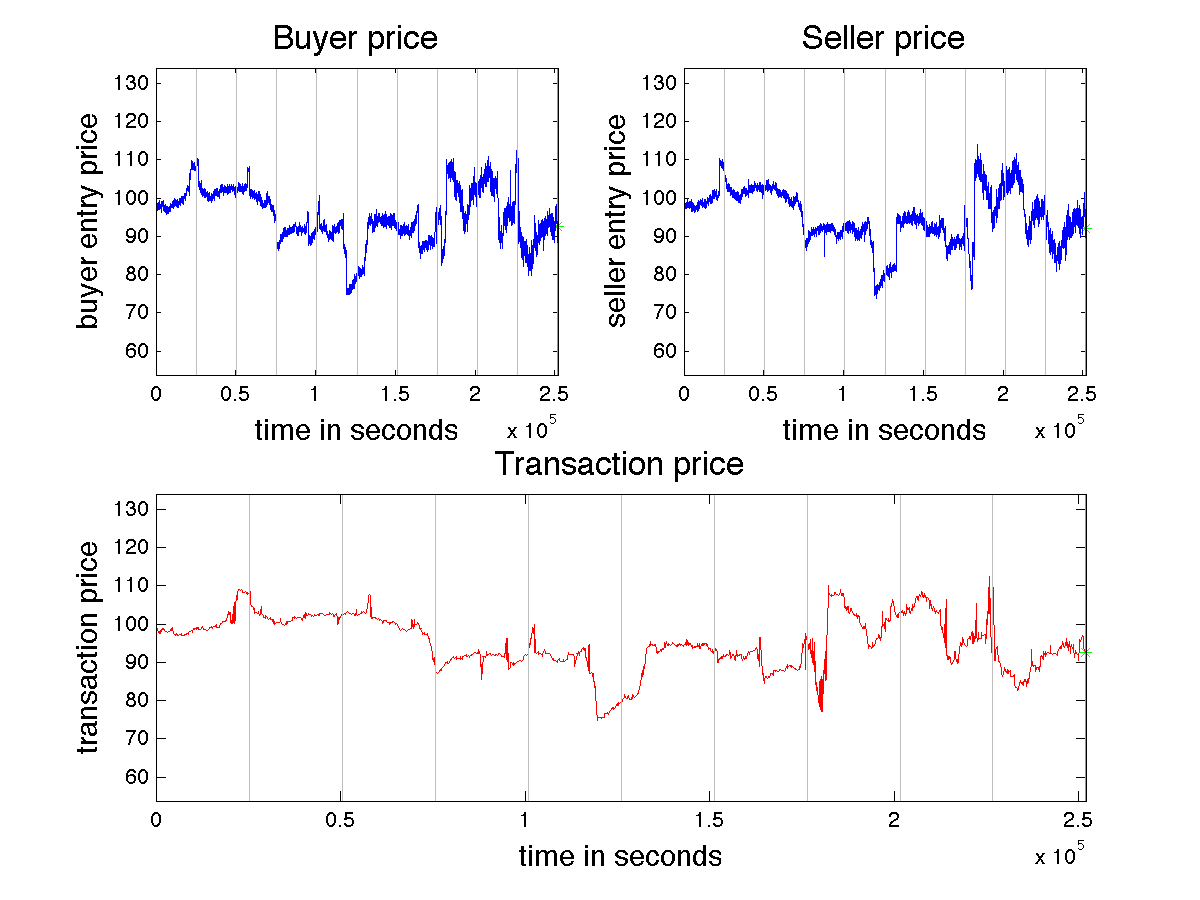 Buyer price
buyer entry price
130
120
110
100
90
80
70
60
0 0.5 1 1.5 2 2.5
x 10^5
time in seconds
Seller price
seller entry price
130
120
110
100
90
80
70
60
0 0.5 1 1.5 2 2.5
x 10^5
time in seconds
Transaction price
transaction price
130
120
110
100
90
80
70
60
0 0.5 1 1.5 2 2.5
x 10^5
time in seconds